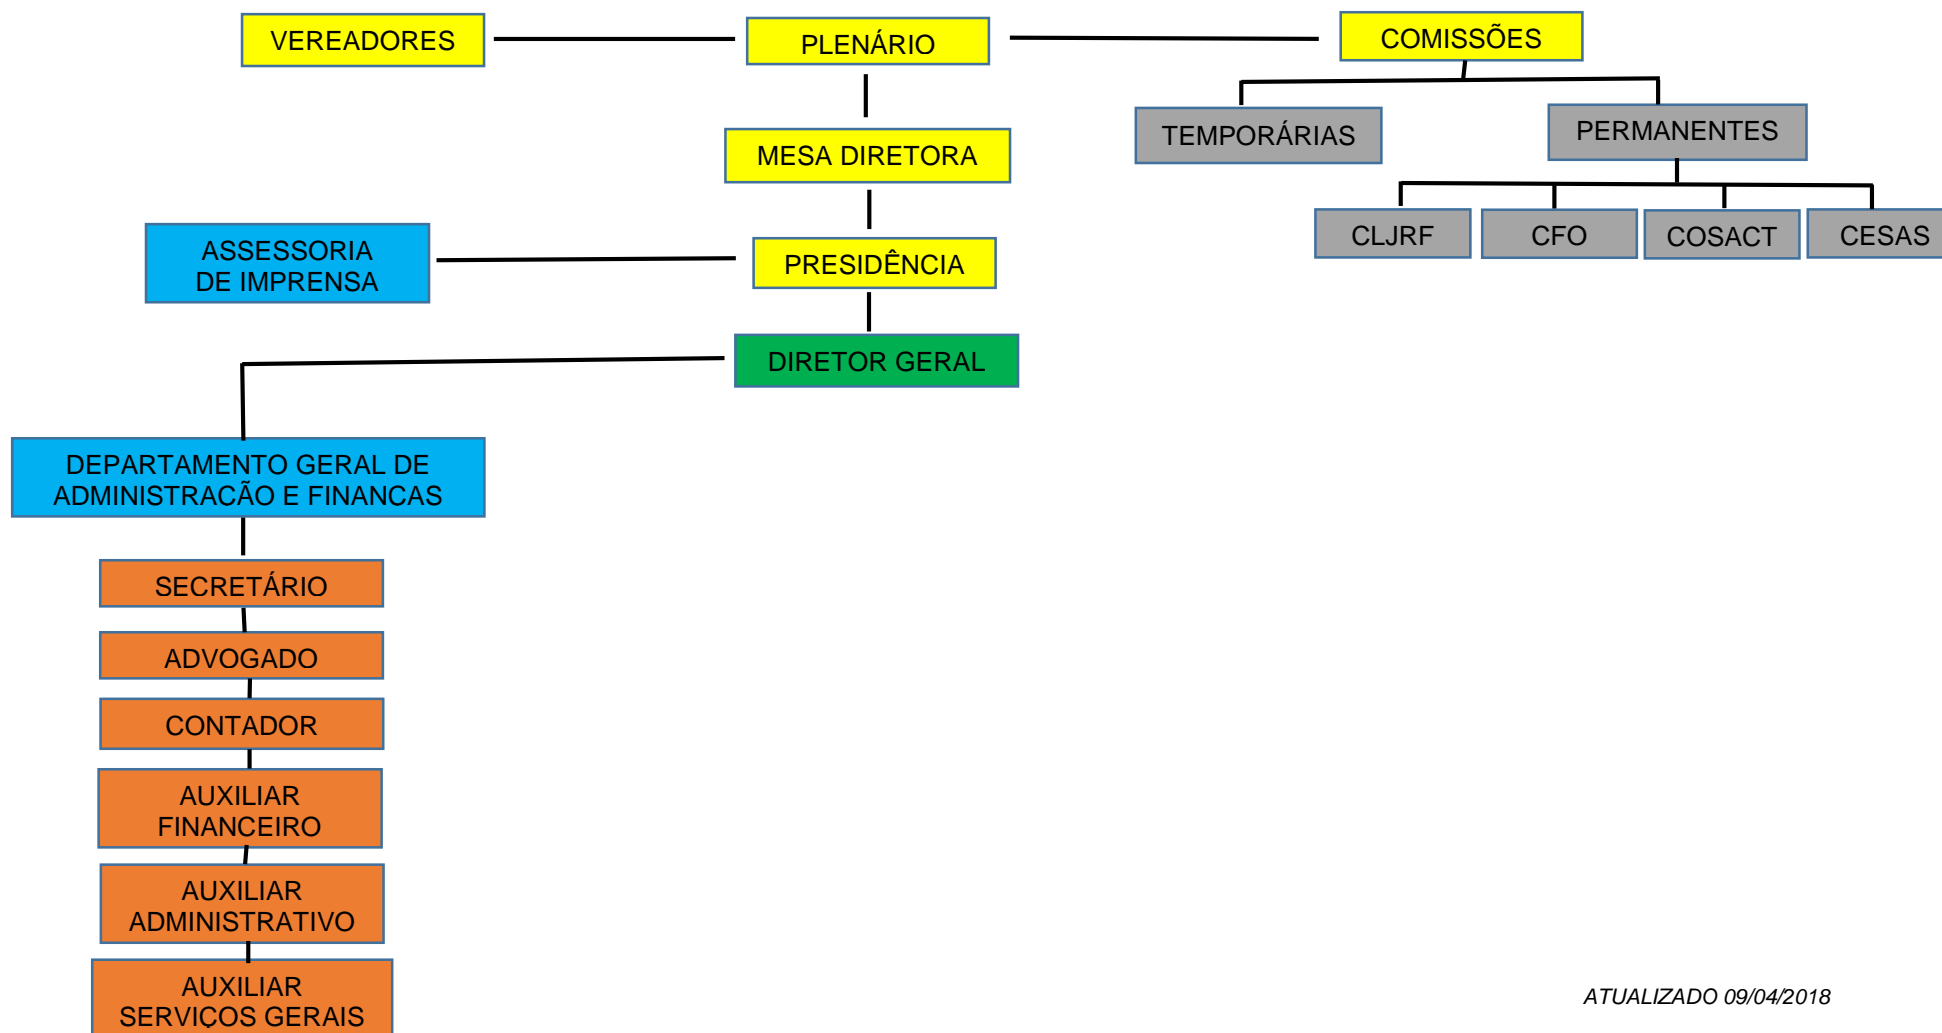 VEREADORES
PLENÁRIO
COMISSÕES
TEMPORÁRIAS
PERMANENTES
MESA DIRETORA
CLJRF
CFO
COSACT
CESAS
ASSESSORIA
DE IMPRENSA
PRESIDÊNCIA
DIRETOR GERAL
DEPARTAMENTO GERAL DE
ADMINISTRACÃO E FINANCAS
SECRETÁRIO
ADVOGADO
CONTADOR
AUXILIAR
FINANCEIRO
AUXILIAR
ADMINISTRATIVO
AUXILIAR
SERVIÇOS GERAIS
ATUALIZADO 09/04/2018